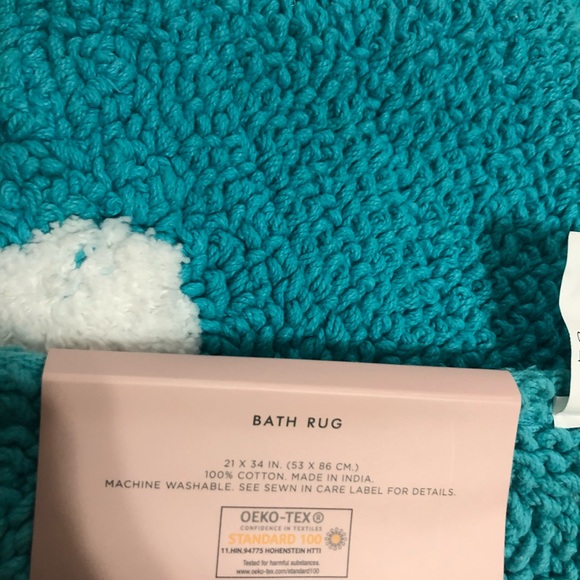 BATH RUG
21 X 34 IN. (53 X 86 CM.)
100% COTTON. MADE IN INDIA.
MACHINE WASHABLE. SEE SEWN IN CARE LABEL FOR DETAILS.
OEKO-TEX®
CONFIDENCE IN TEXTILES
STANDARD 100
11.HIN.94775 HOHENSTEIN HTTI
Tested for harmful substances.
www.oeko-tex.com/standard100